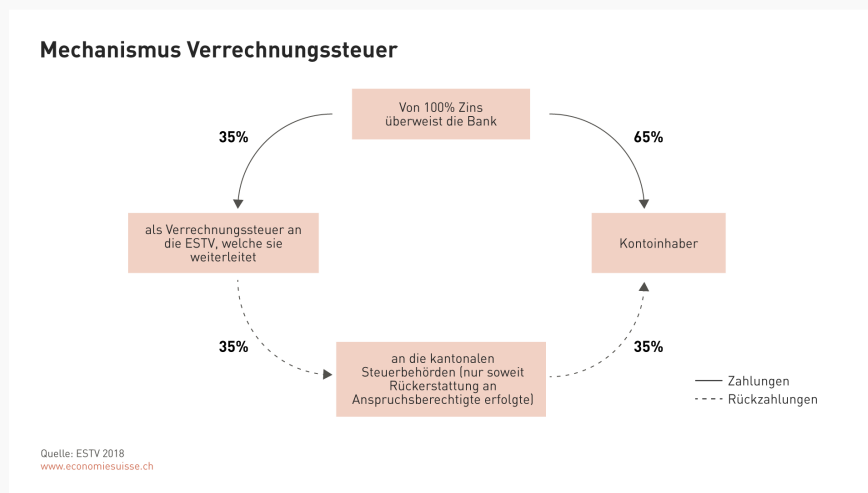 Mechanismus Verrechnungssteuer
Von 100% Zins
überweist die Bank
35%
65%
als Verrechnungssteuer an
die ESTV, welche sie
weiterleitet
Kontoinhaber
35%
35%
an die kantonalen
Steuerbehörden (nur soweit
Rückerstattung an
Anspruchsberechtigte erfolgte)
Zahlungen
Rückzahlungen
Quelle: ESTV 2018
www.economiesuisse.ch